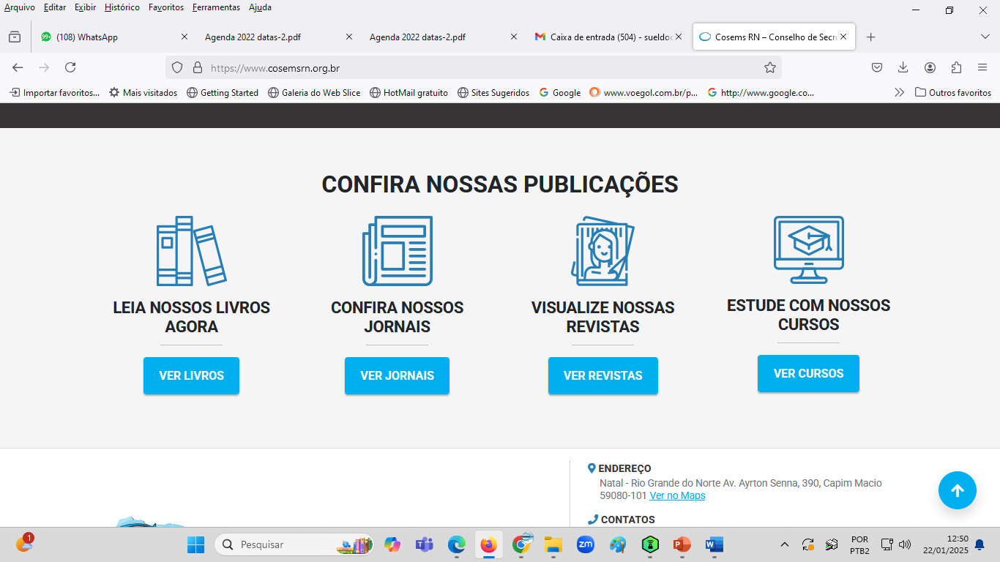 Arquivo Editar Exibir Histórico Favoritos Ferramentas Ajuda
99+ (108) WhatsApp Agenda 2022 datas-2.pdf Agenda 2022 datas-2.pdf Caixa de entrada (504) - sueldoc Cosems RN – Conselho de Secre
https://www.cosemsrn.org.br
Importar favoritos... Mais visitados Getting Started Galeria do Web Slice HotMail gratuito Sites Sugeridos Google www.voegol.com.br/p... http://www.google.co... Outros favoritos
CONFIRA NOSSAS PUBLICAÇÕES
LEIA NOSSOS LIVROS
AGORA
VER LIVROS
CONFIRA NOSSOS
JORNAIS
VER JORNAIS
VISUALIZE NOSSAS
REVISTAS
VER REVISTAS
ESTUDE COM NOSSOS
CURSOS
VER CURSOS
ENDEREÇO
Natal - Rio Grande do Norte Av. Ayrton Senna, 390, Capim Macio
59080-101 Ver no Maps
CONTATOS
1 Pesquisar zm POR 12:50
PTB2 22/01/2025